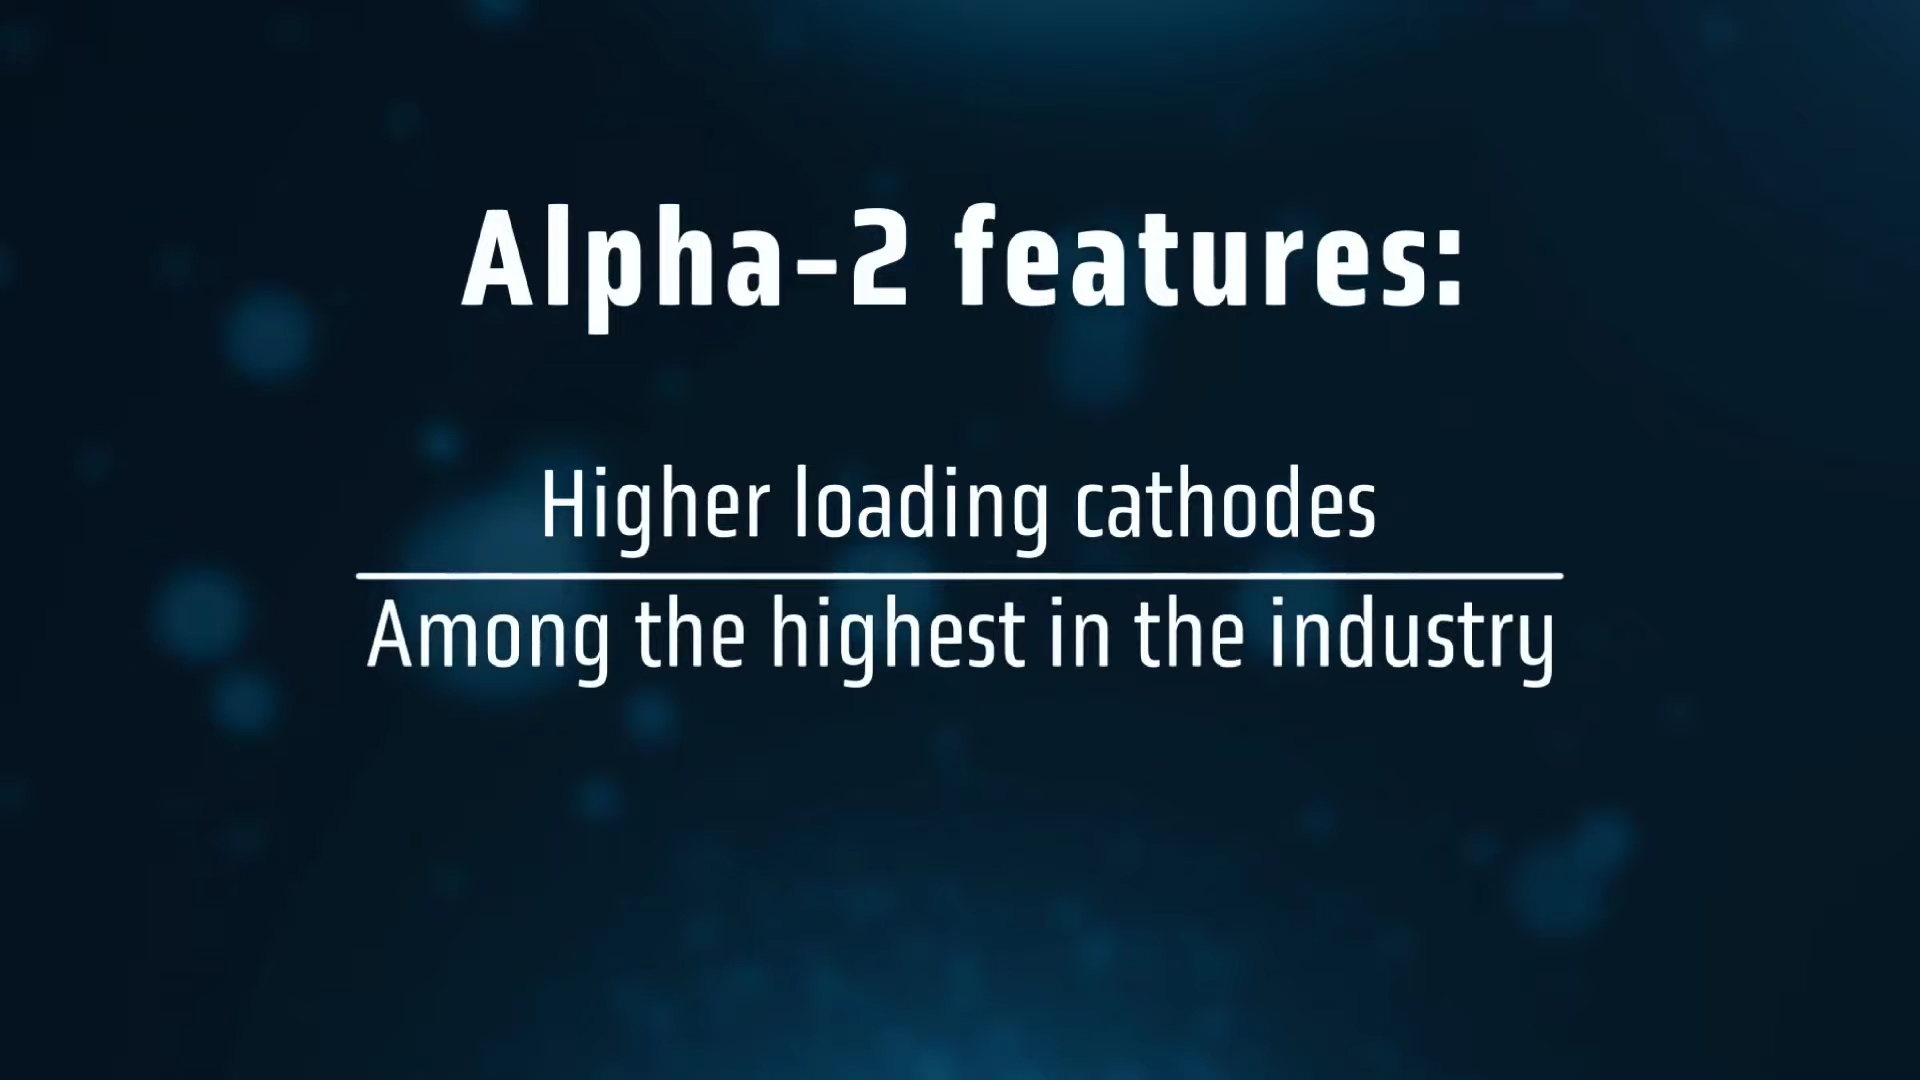 Alpha-2 features:
Higher loading cathodes
Among the highest in the industry